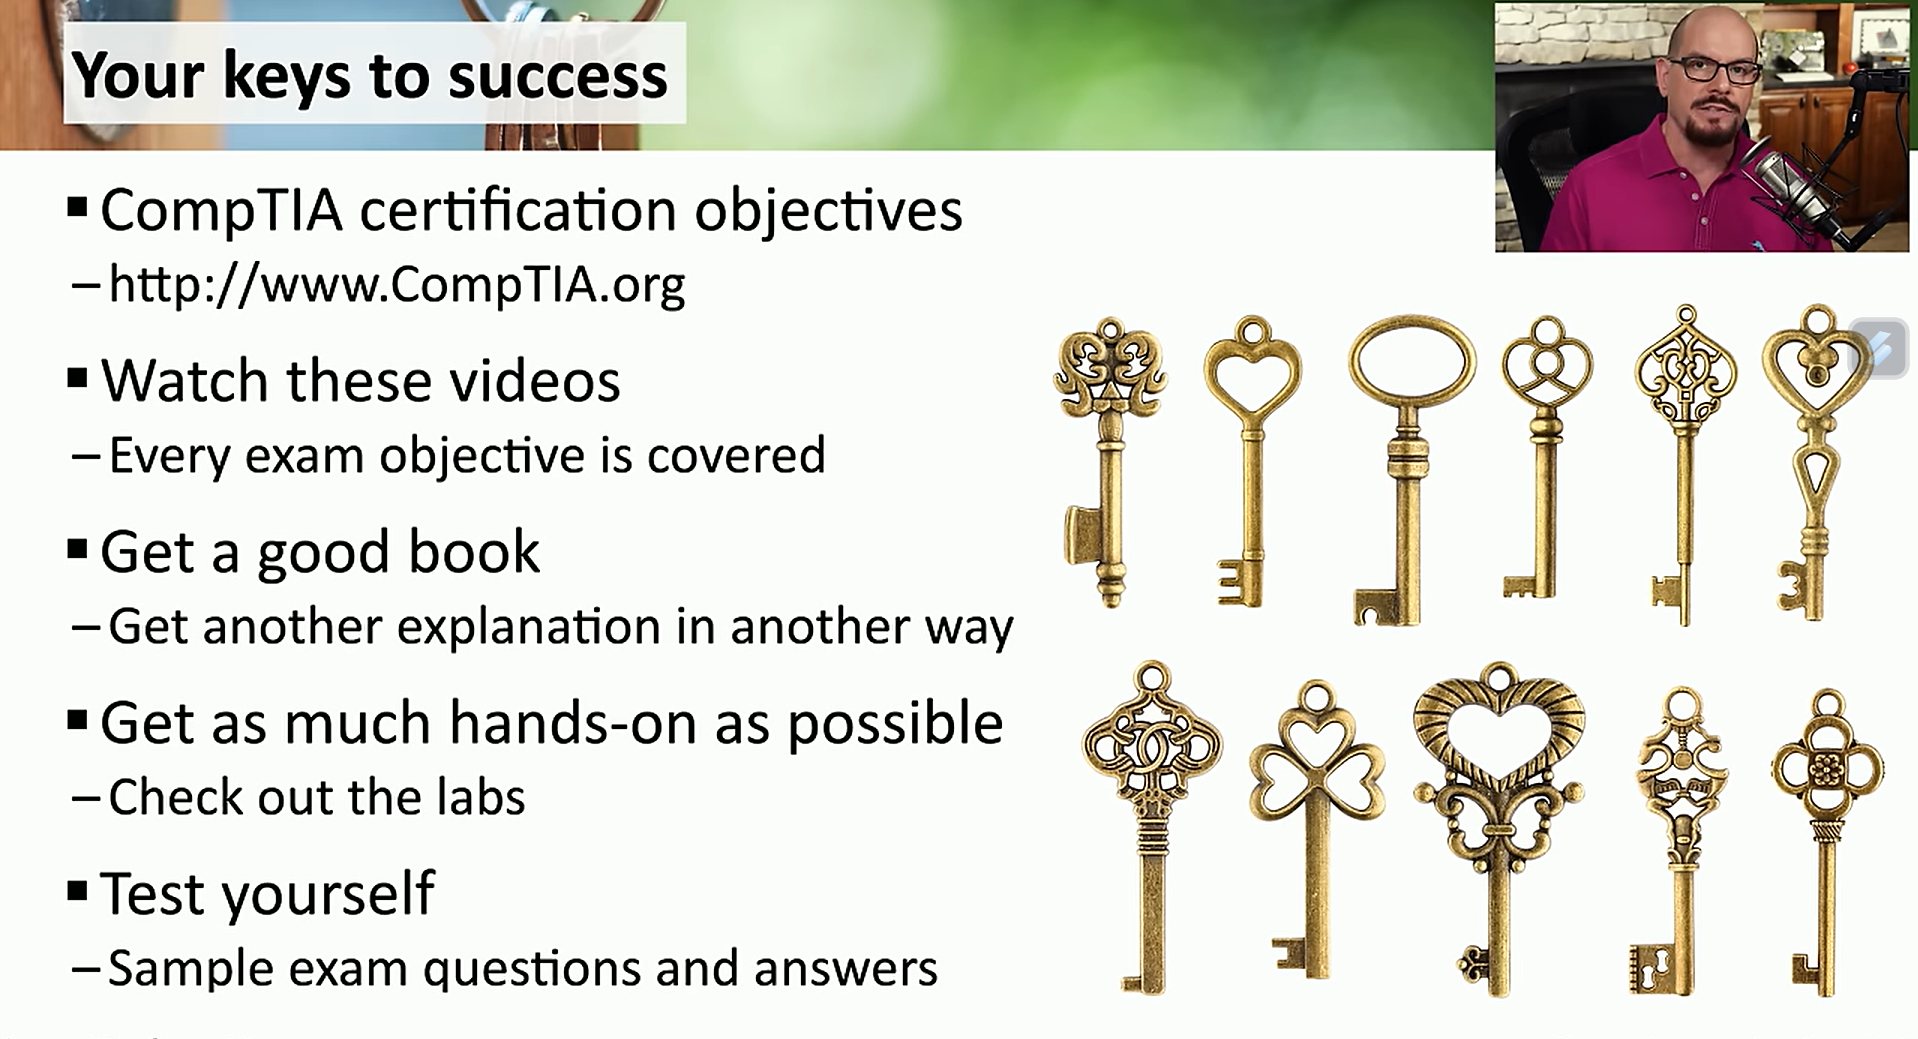 Your keys to success
▪ CompTIA certification objectives
– http://www.CompTIA.org
▪ Watch these videos
– Every exam objective is covered
▪ Get a good book
– Get another explanation in another way
▪ Get as much hands-on as possible
– Check out the labs
▪ Test yourself
– Sample exam questions and answers